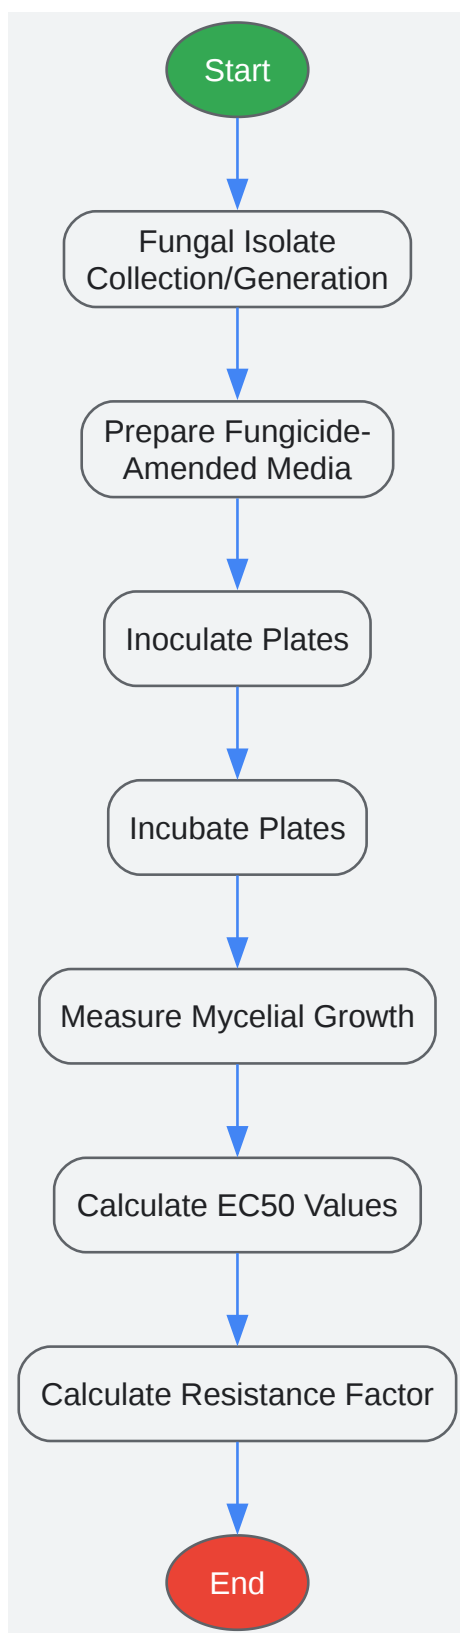 Start
Fungal Isolate
Collection/Generation
Prepare Fungicide-
Amended Media
Inoculate Plates
Incubate Plates
Measure Mycelial Growth
Calculate EC50 Values
Calculate Resistance Factor
End